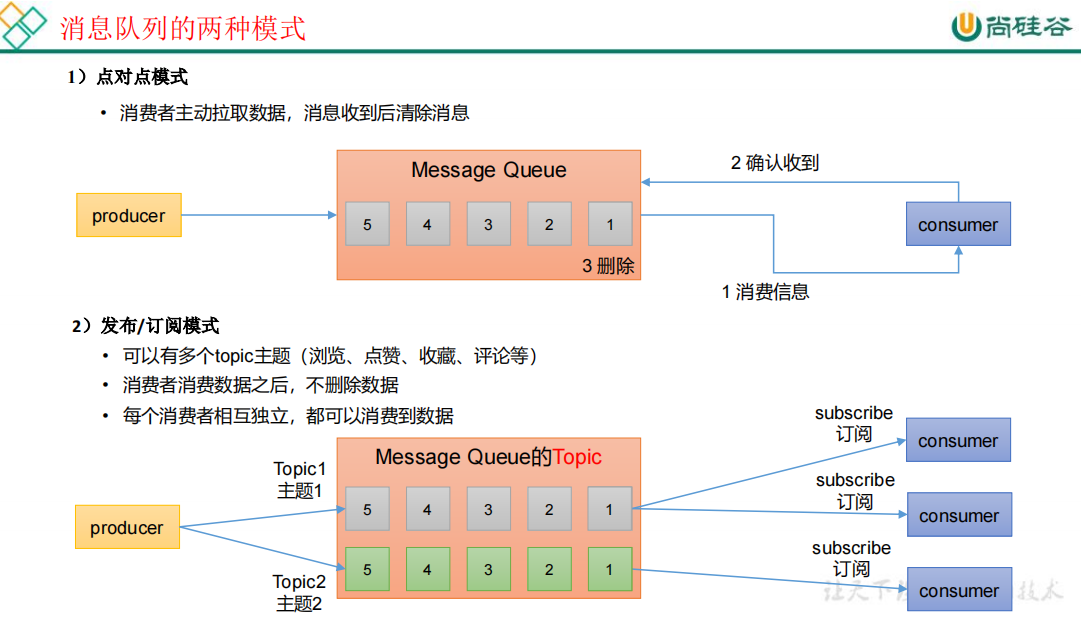 消息队列的两种模式
尚硅谷
1）点对点模式
• 消费者主动拉取数据，消息收到后清除消息
Message Queue
2 确认收到
producer
5 4 3 2 1
consumer
3 删除
1 消费信息
2）发布/订阅模式
• 可以有多个topic主题（浏览、点赞、收藏、评论等）
• 消费者消费数据之后，不删除数据
• 每个消费者相互独立，都可以消费到数据
Message Queue的Topic
subscribe
订阅
consumer
Topic1
主题1
5 4 3 2 1
subscribe
订阅
consumer
producer
5 4 3 2 1
subscribe
订阅
consumer
Topic2
主题2
让天下
技术